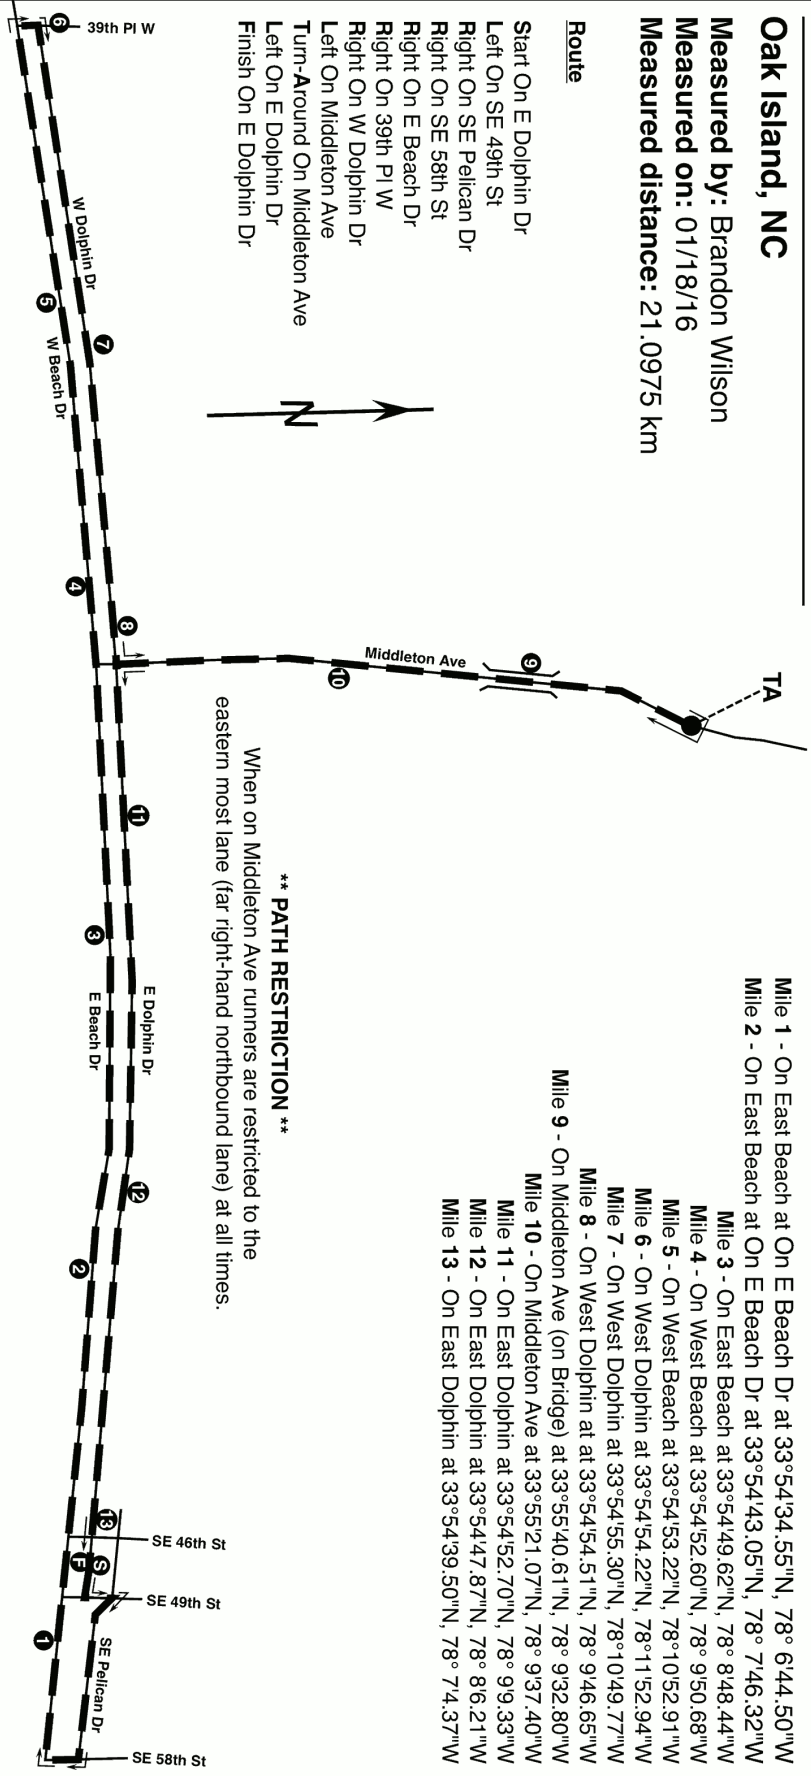 Oak Island, NC
Measured by: Brandon Wilson
Measured on: 01/18/16
Measured distance: 21.0975 km
Route
Start On E Dolphin Dr
Left On SE 49th St
Right On SE Pelican Dr
Right On SE 58th St
Right On E Beach Dr
Right On 39th Pl W
Right On W Dolphin Dr
Left On Middleton Ave
Turn-Around On Middleton Ave
Left On E Dolphin Dr
Finish On E Dolphin Dr
Mile 1 - On East Beach at On E Beach Dr at 33°54'34.55"N, 78° 6'44.50"W
Mile 2 - On East Beach at On E Beach Dr at 33°54'43.05"N, 78° 7'46.32"W
Mile 3 - On East Beach at 33°54'49.62"N, 78° 8'48.44"W
Mile 4 - On West Beach at 33°54'52.60"N, 78° 9'50.68"W
Mile 5 - On West Beach at 33°54'53.22"N, 78°10'52.91"W
Mile 6 - On West Dolphin at 33°54'54.22"N, 78°11'52.94"W
Mile 7 - On West Dolphin at 33°54'55.30"N, 78°10'49.77"W
Mile 8 - On West Dolphin at at 33°54'54.51"N, 78° 9'46.65"W
Mile 9 - On Middleton Ave (on Bridge) at 33°55'40.61"N, 78° 9'32.80"W
Mile 10 - On Middleton Ave at 33°55'21.07"N, 78° 9'37.40"W
Mile 11 - On East Dolphin at 33°54'52.70"N, 78° 9'9.33"W
Mile 12 - On East Dolphin at 33°54'47.87"N, 78° 8'6.21"W
Mile 13 - On East Dolphin at 33°54'39.50"N, 78° 7'4.37"W
TA
N
9
Middleton Ave
10
** PATH RESTRICTION **
When on Middleton Ave runners are restricted to the
eastern most lane (far right-hand northbound lane) at all times.
39th Pl W
6
W Dolphin Dr
7
5
W Beach Dr
8
4
11
3
E Dolphin Dr
E Beach Dr
12
2
13
SE 46th St
S
F
SE 49th St
1
SE Pelican Dr
SE 58th St